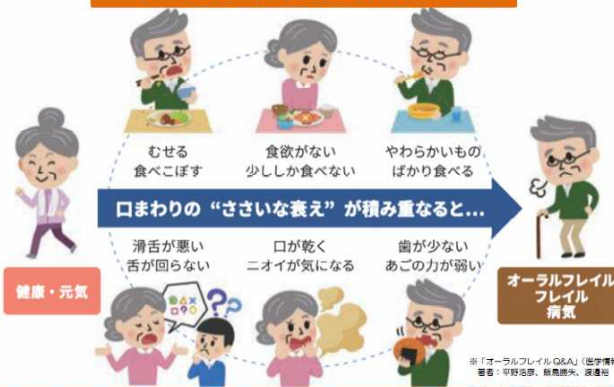 むせる
食べこぼす
食欲がない
少ししか食べない
やわらかいもの
ばかり食べる
口まわりの“ささいな衰え”が積み重なると…
滑舌が悪い
舌が回らない
口が乾く
ニオイが気になる
歯が少ない
あごの力が弱い
健康・元気
オーラルフレイル
フレイル
病気
※「オーラルフレイルQ&A」(医学情報
著者:平野浩彦、飯島勝矢、渡邊裕